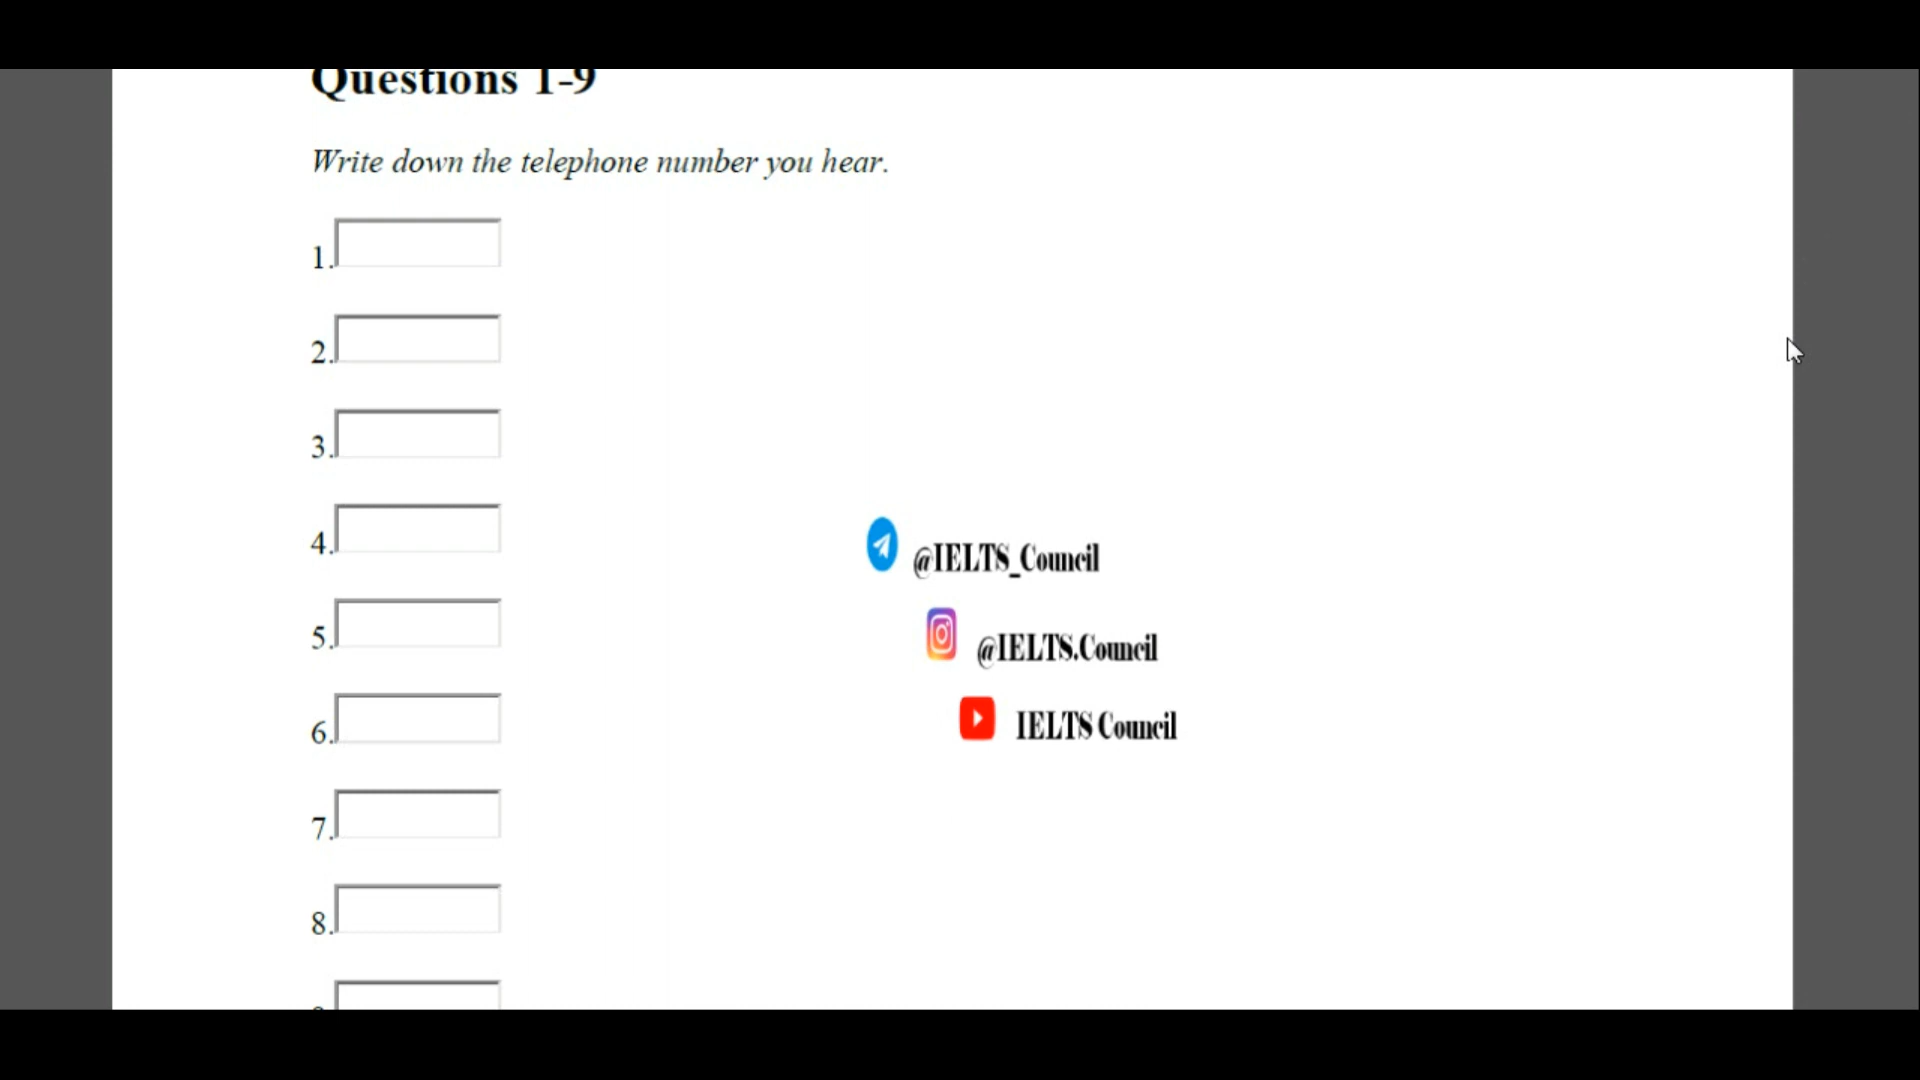 Questions 1-9
Write down the telephone number you hear.
1.
2.
3.
4.
@IELTS_Council
5.
@IELTS.Council
6.
IELTS Council
7.
8.